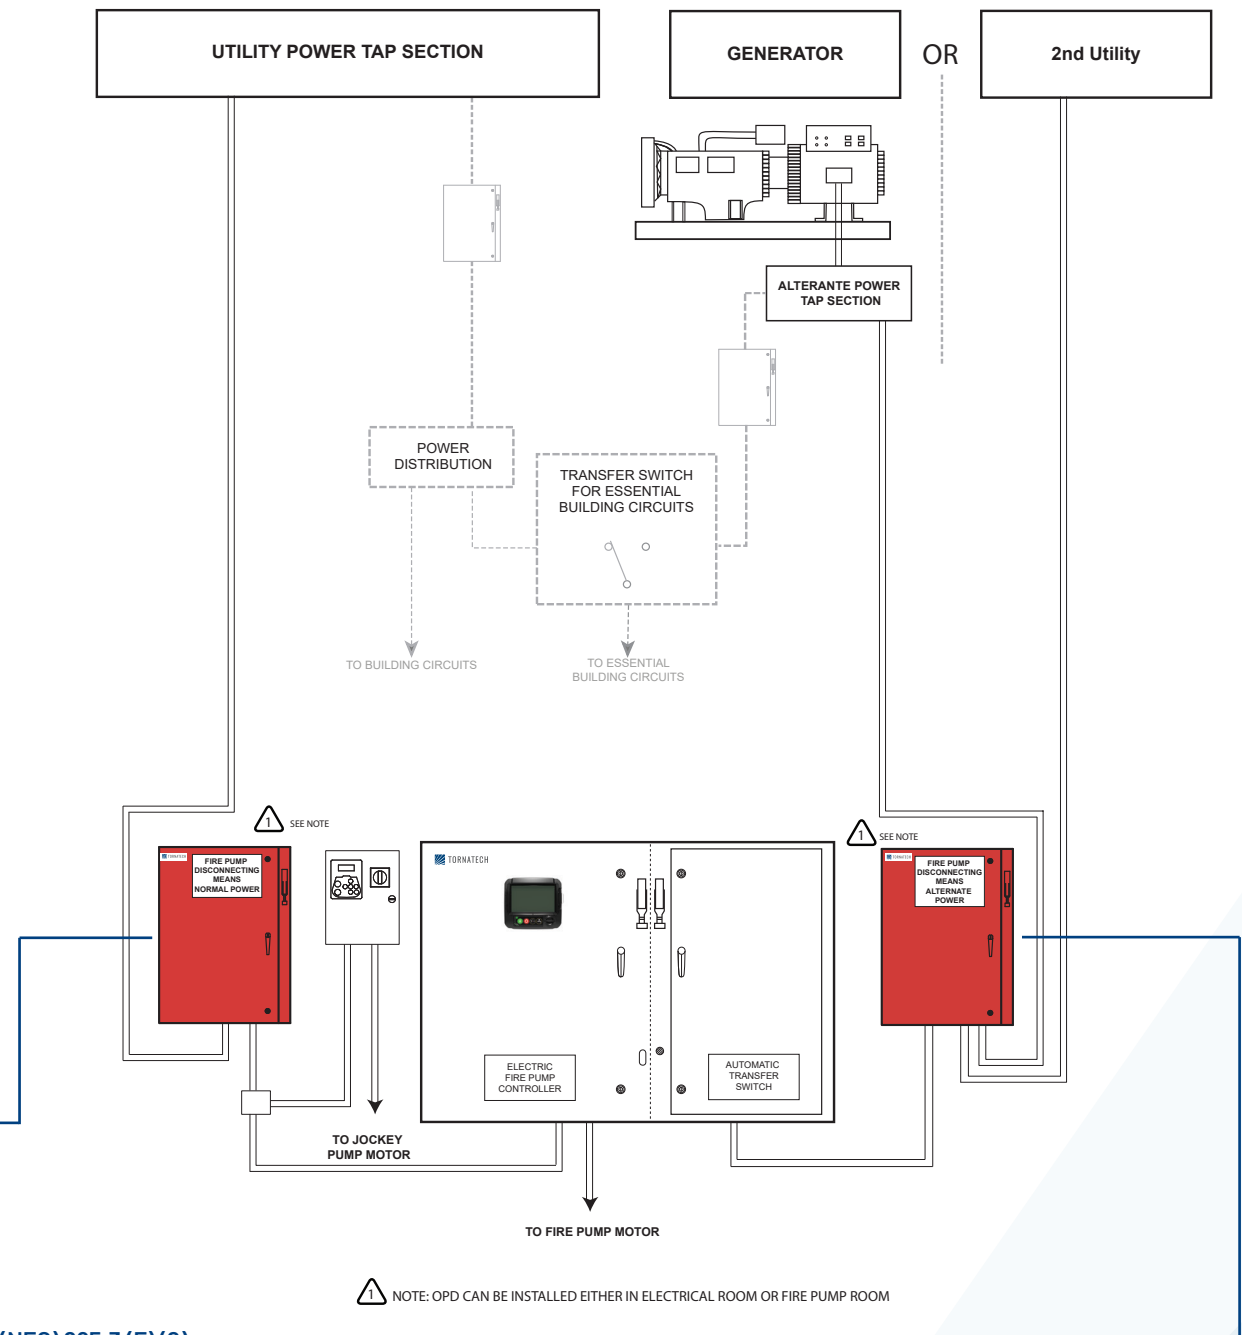 UTILITY POWER TAP SECTION
GENERATOR
OR
2nd Utility
ALTERANTE POWER
TAP SECTION
POWER
DISTRIBUTION
TRANSFER SWITCH
FOR ESSENTIAL
BUILDING CIRCUITS
TO BUILDING CIRCUITS
TO ESSENTIAL
BUILDING CIRCUITS
1 SEE NOTE
1 SEE NOTE
TORNATECH
FIRE PUMP
DISCONNECTING
MEANS
NORMAL POWER
TORNATECH
TORNATECH
FIRE PUMP
DISCONNECTING
MEANS
ALTERNATE
POWER
ELECTRIC
FIRE PUMP
CONTROLLER
AUTOMATIC
TRANSFER
SWITCH
TO JOCKEY
PUMP MOTOR
TO FIRE PUMP MOTOR
1 NOTE: OPD CAN BE INSTALLED EITHER IN ELECTRICAL ROOM OR FIRE PUMP ROOM